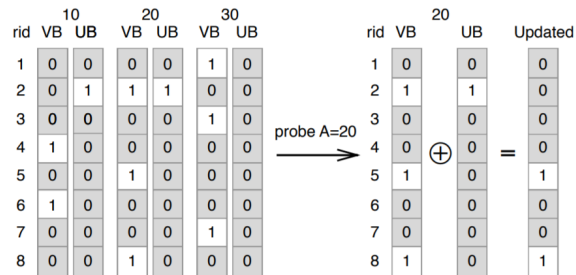 10 20 30 20
rid VB UB VB UB VB UB rid VB UB Updated
1 0 0 0 0 1 0 1 0 0 0
2 0 1 1 1 0 0 2 1 1 0
3 0 0 0 0 1 0 3 0 0 0
probe A=20
4 1 0 0 0 0 0 4 0 ⊕ 0 = 0
5 0 0 1 0 0 0 5 1 0 1
6 1 0 0 0 0 0 6 0 0 0
7 0 0 0 0 1 0 7 0 0 0
8 0 0 1 0 0 0 8 1 0 1